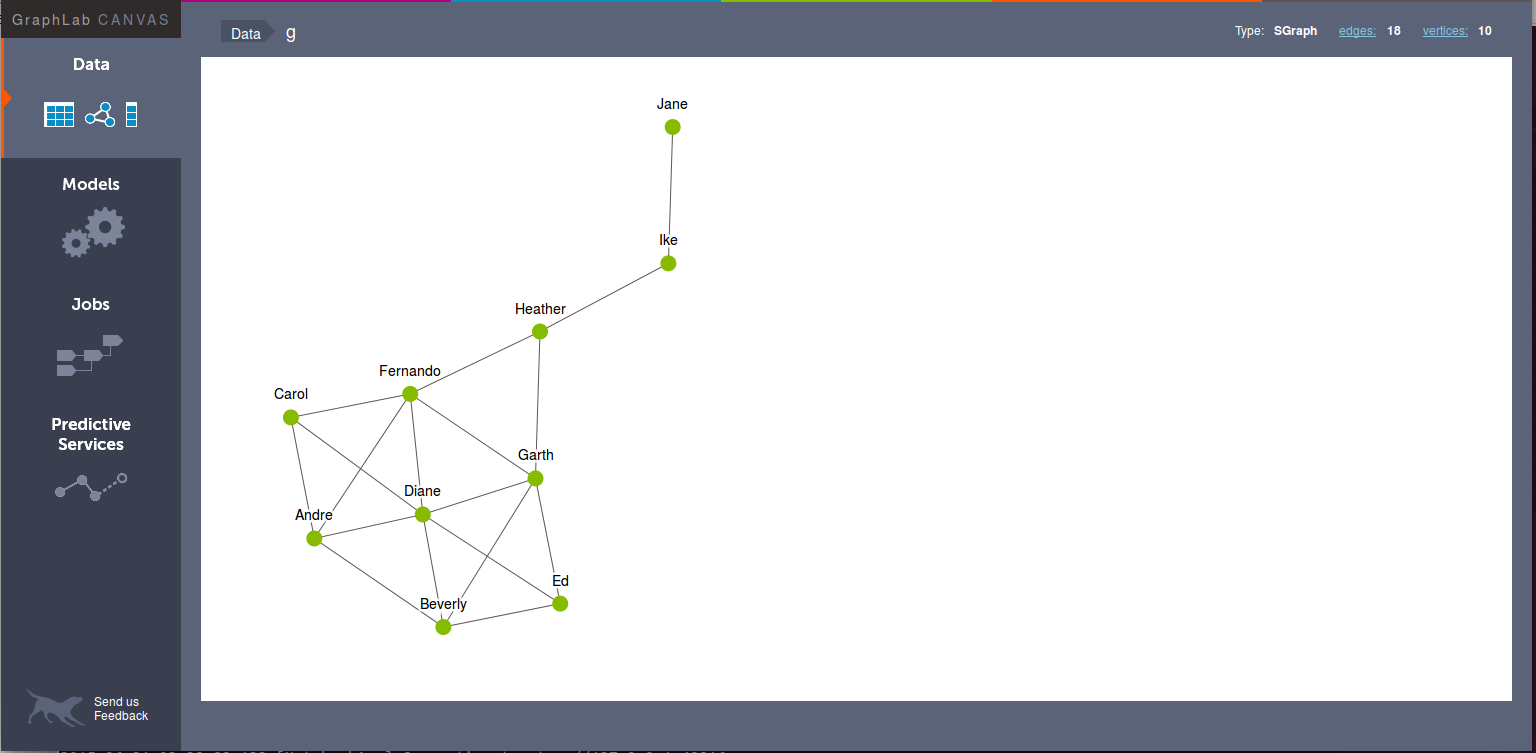 GraphLab CANVAS
Data
Models
Jobs
Predictive
Services
Send us
Feedback
Data g
Type: SGraph edges: 18 vertices: 10
Jane
Ike
Heather
Fernando
Carol
Garth
Diane
Andre
Ed
Beverly